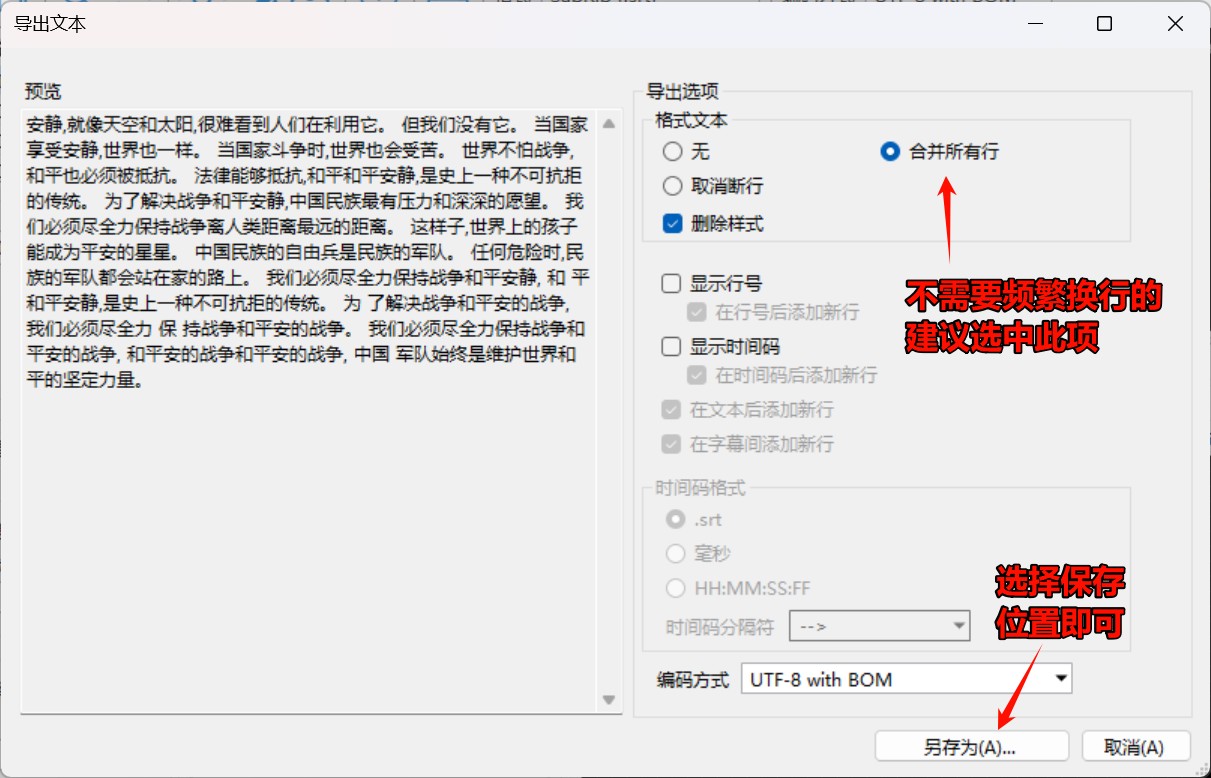 导出文本
预览
安静,就像天空和太阳,很难看到人们在利用它。 但我们没有它。 当国家
享受安静,世界也一样。 当国家斗争时,世界也会受苦。 世界不怕战争,
和平也必须被抵抗。 法律能够抵抗,和平和平安静,是史上一种不可抗拒
的传统。 为了解决战争和平安静,中国民族最有压力和深深的愿望。 我
们必须尽全力保持战争离人类距离最远的距离。 这样子,世界上的孩子
能成为平安的星星。 中国民族的自由兵是民族的军队。 任何危险时,民
族的军队都会站在家的路上。 我们必须尽全力保持战争和平安静, 和 平
和平安静,是史上一种不可抗拒的传统。 为 了解决战争和平安的战争,
我们必须尽全力 保 持战争和平安的战争。 我们必须尽全力保持战争和
平安的战争, 和平安的战争和平安的战争, 中国 军队始终是维护世界和
平的坚定力量。
导出选项
格式文本
无
合并所有行
取消断行
删除样式
不需要频繁换行的
建议选中此项
显示行号
在行号后添加新行
显示时间码
在时间码后添加新行
在文本后添加新行
在字幕间添加新行
时间码格式
.srt
毫秒
HH:MM:SS:FF
时间码分隔符 -->
选择保存
位置即可
编码方式 UTF-8 with BOM
另存为(A)... 取消(A)